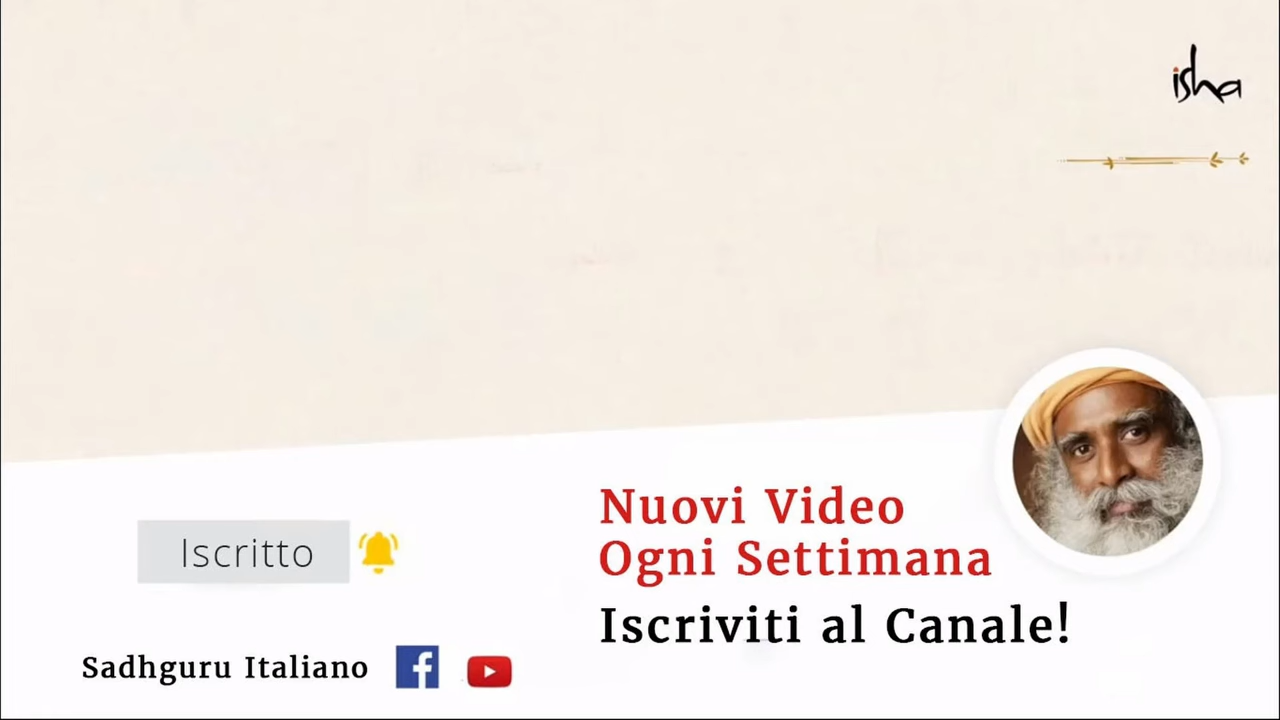 isha
Nuovi Video
Ogni Settimana
Iscritto
Iscriviti al Canale!
Sadhguru Italiano